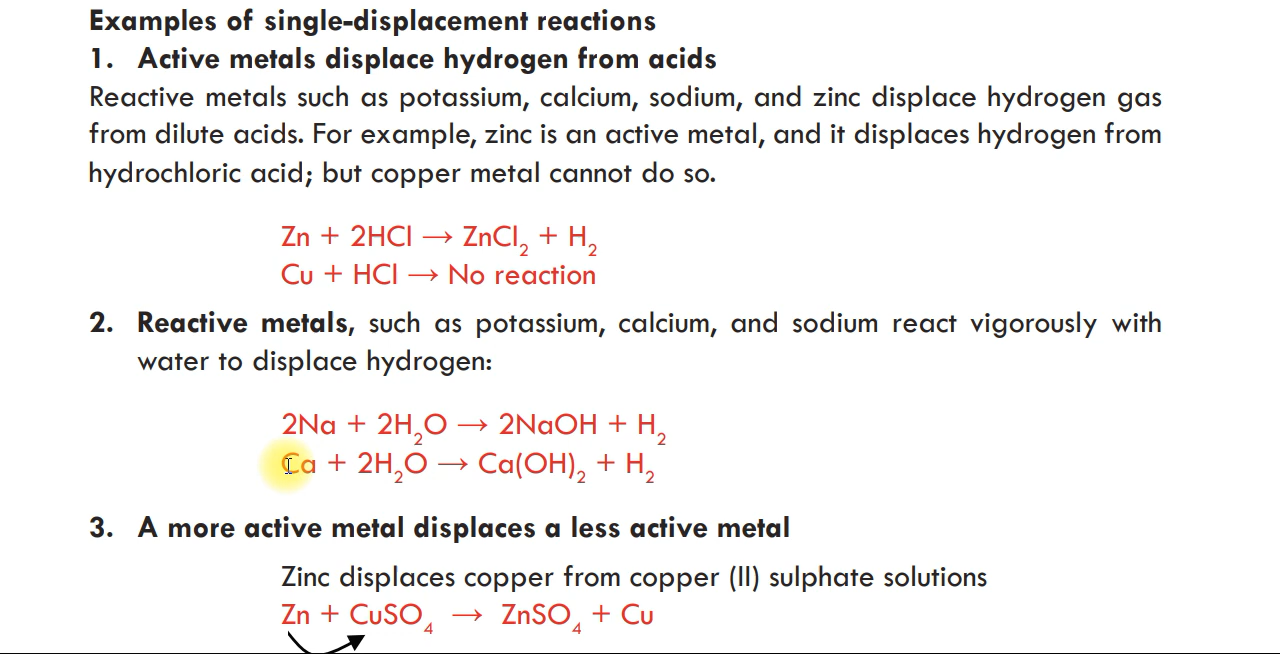 Examples of single-displacement reactions
1. Active metals displace hydrogen from acids
Reactive metals such as potassium, calcium, sodium, and zinc displace hydrogen gas
from dilute acids. For example, zinc is an active metal, and it displaces hydrogen from
hydrochloric acid; but copper metal cannot do so.
Zn + 2HCl → ZnCl₂ + H₂
Cu + HCl → No reaction
2. Reactive metals, such as potassium, calcium, and sodium react vigorously with
water to displace hydrogen:
2Na + 2H₂O → 2NaOH + H₂
Ca + 2H₂O → Ca(OH)₂ + H₂
3. A more active metal displaces a less active metal
Zinc displaces copper from copper (II) sulphate solutions
Zn + CuSO₄ → ZnSO₄ + Cu